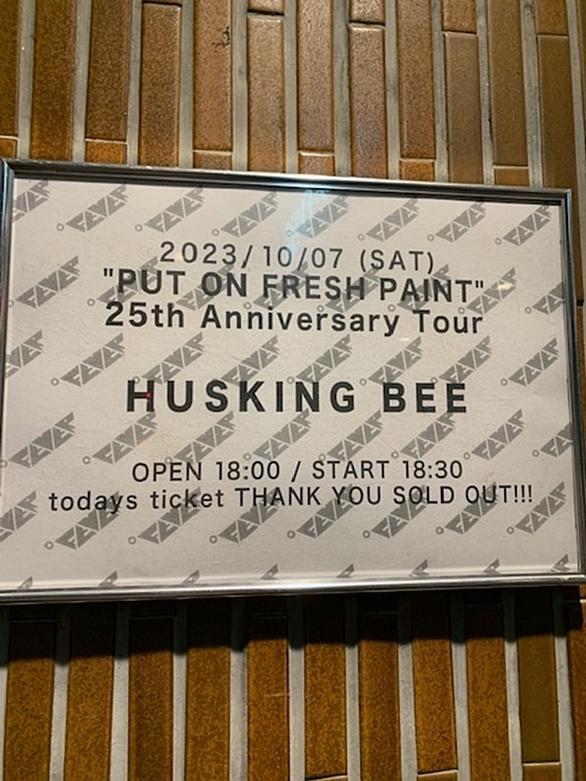 2023/10/07 (SAT)
"PUT ON FRESH PAINT"
25th Anniversary Tour
HUSKING BEE
OPEN 18:00 / START 18:30
todays ticket THANK YOU SOLD OUT!!!